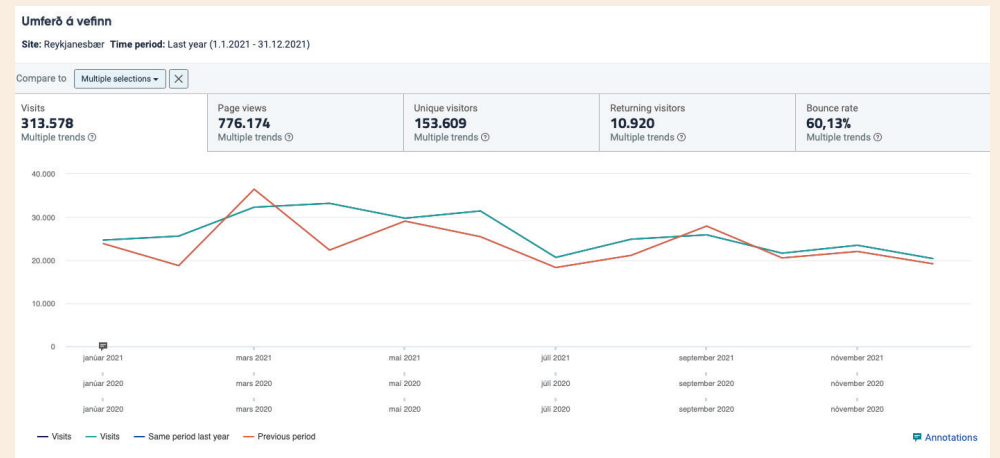 Umferð á vefinn
Site: Reykjanesbær Time period: Last year (1.1.2021 - 31.12.2021)
Compare to Multiple selections
Visits
313.578
Multiple trends
Page views
776.174
Multiple trends
Unique visitors
153.609
Multiple trends
Returning visitors
10.920
Multiple trends
Bounce rate
60,13%
Multiple trends
40.000
30.000
20.000
10.000
0
janúar 2021 mars 2021 maí 2021 júlí 2021 september 2021 nóvember 2021
janúar 2020 mars 2020 maí 2020 júlí 2020 september 2020 nóvember 2020
janúar 2020 mars 2020 maí 2020 júlí 2020 september 2020 nóvember 2020
Visits Visits Same period last year Previous period
Annotations